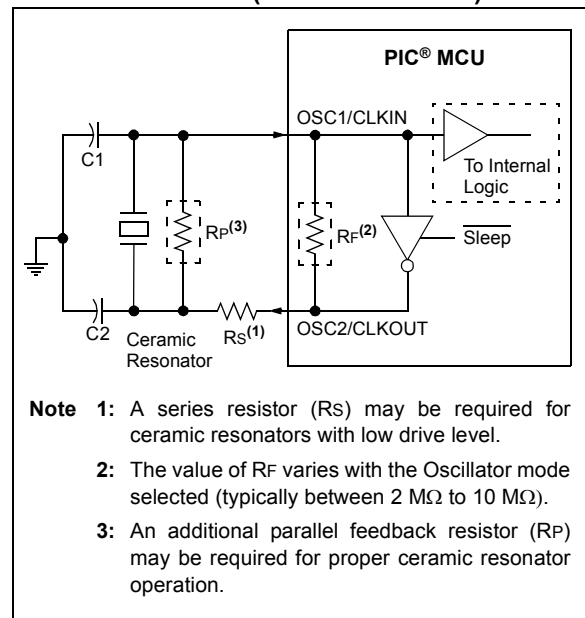 PIC® MCU
OSC1/CLKIN
C1
To Internal
Logic
RP(3)
RF(2)
Sleep
C2
Ceramic
Resonator
RS(1)
OSC2/CLKOUT
Note 1: A series resistor (RS) may be required for
ceramic resonators with low drive level.
2: The value of RF varies with the Oscillator mode
selected (typically between 2 MΩ to 10 MΩ).
3: An additional parallel feedback resistor (RP)
may be required for proper ceramic resonator
operation.